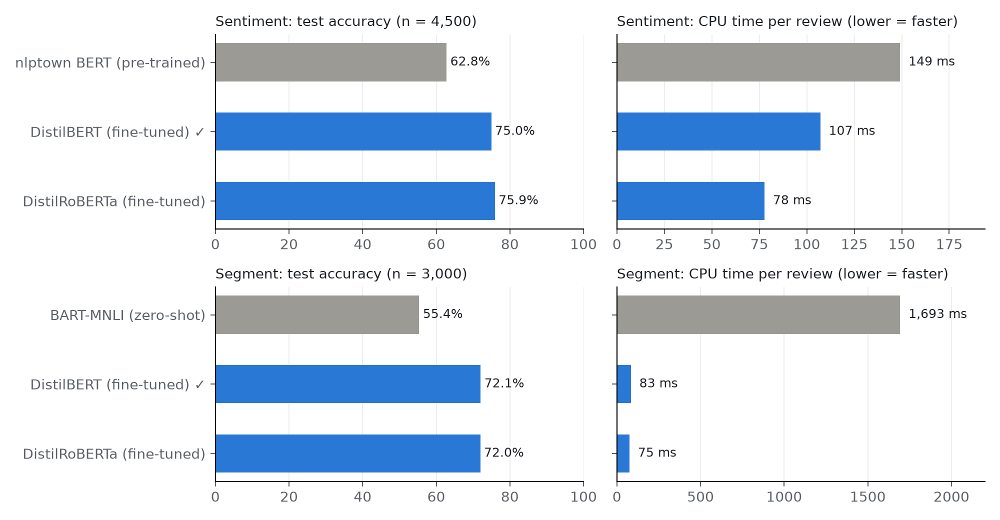 Sentiment: test accuracy (n = 4,500)
nlptown BERT (pre-trained)
62.8%
DistilBERT (fine-tuned) ✓
75.0%
DistilRoBERTa (fine-tuned)
75.9%
0 20 40 60 80 100
Sentiment: CPU time per review (lower = faster)
149 ms
107 ms
78 ms
0 25 50 75 100 125 150 175
Segment: test accuracy (n = 3,000)
BART-MNLI (zero-shot)
55.4%
DistilBERT (fine-tuned) ✓
72.1%
DistilRoBERTa (fine-tuned)
72.0%
0 20 40 60 80 100
Segment: CPU time per review (lower = faster)
1,693 ms
83 ms
75 ms
0 500 1000 1500 2000